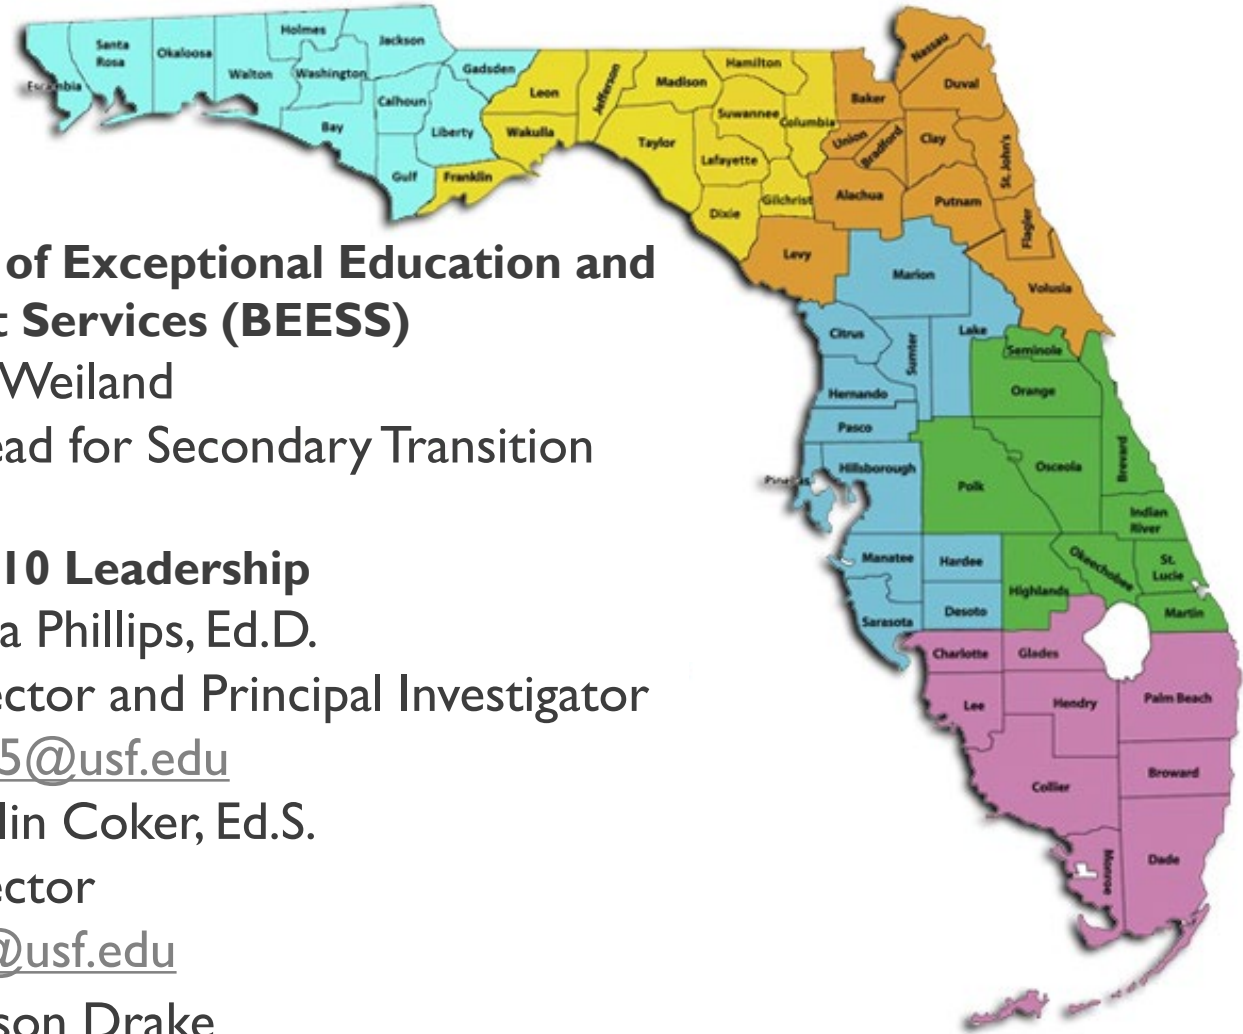 Holmes
Jackson
Santa
Rosa
Okaloosa
Walton
Washington
Escambia
Calhoun
Bay
Liberty
Gulf
Gadsden
Leon
Jefferson
Madison
Hamilton
Wakulla
Taylor
Suwannee
Columbia
Lafayette
Franklin
Dixie
Gilchrist
Nassau
Duval
Baker
Union
Bradford
Clay
St. John's
Alachua
Putnam
Flagler
Levy
Volusia
Marion
Citrus
Sumter
Lake
Hernando
Pasco
Hillsborough
Pinellas
Manatee
Hardee
Desoto
Sarasota
Seminole
Orange
Osceola
Brevard
Polk
Indian
River
Okeechobee
St.
Lucie
Highlands
Martin
Charlotte
Glades
Lee
Hendry
Palm Beach
Collier
Broward
Monroe
Dade
of Exceptional Education and
t Services (BEESS)
Weiland
ead for Secondary Transition
10 Leadership
a Phillips, Ed.D.
ector and Principal Investigator
5@usf.edu
lin Coker, Ed.S.
ector
@usf.edu
son Drake